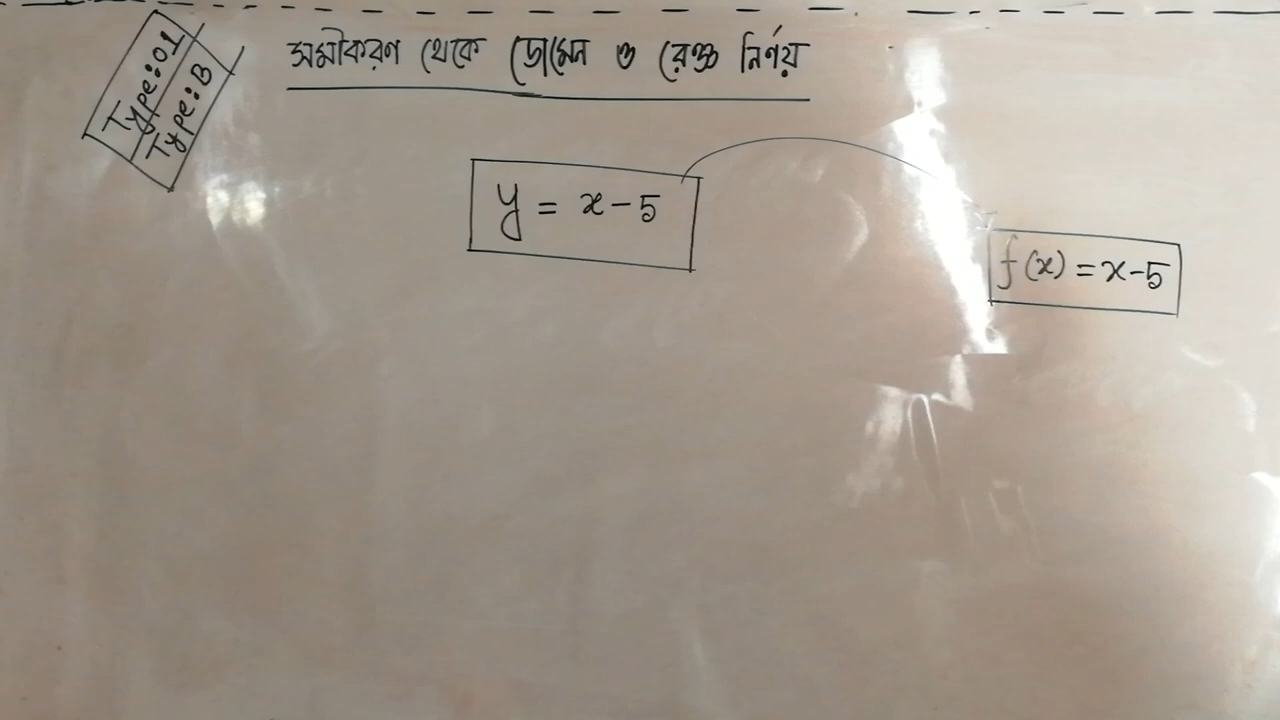 Type:01
Type:B
সমীকরণ থেকে ডোমেন ও রেঞ্জ নির্ণয়
y = x-5
f(x) = x-5